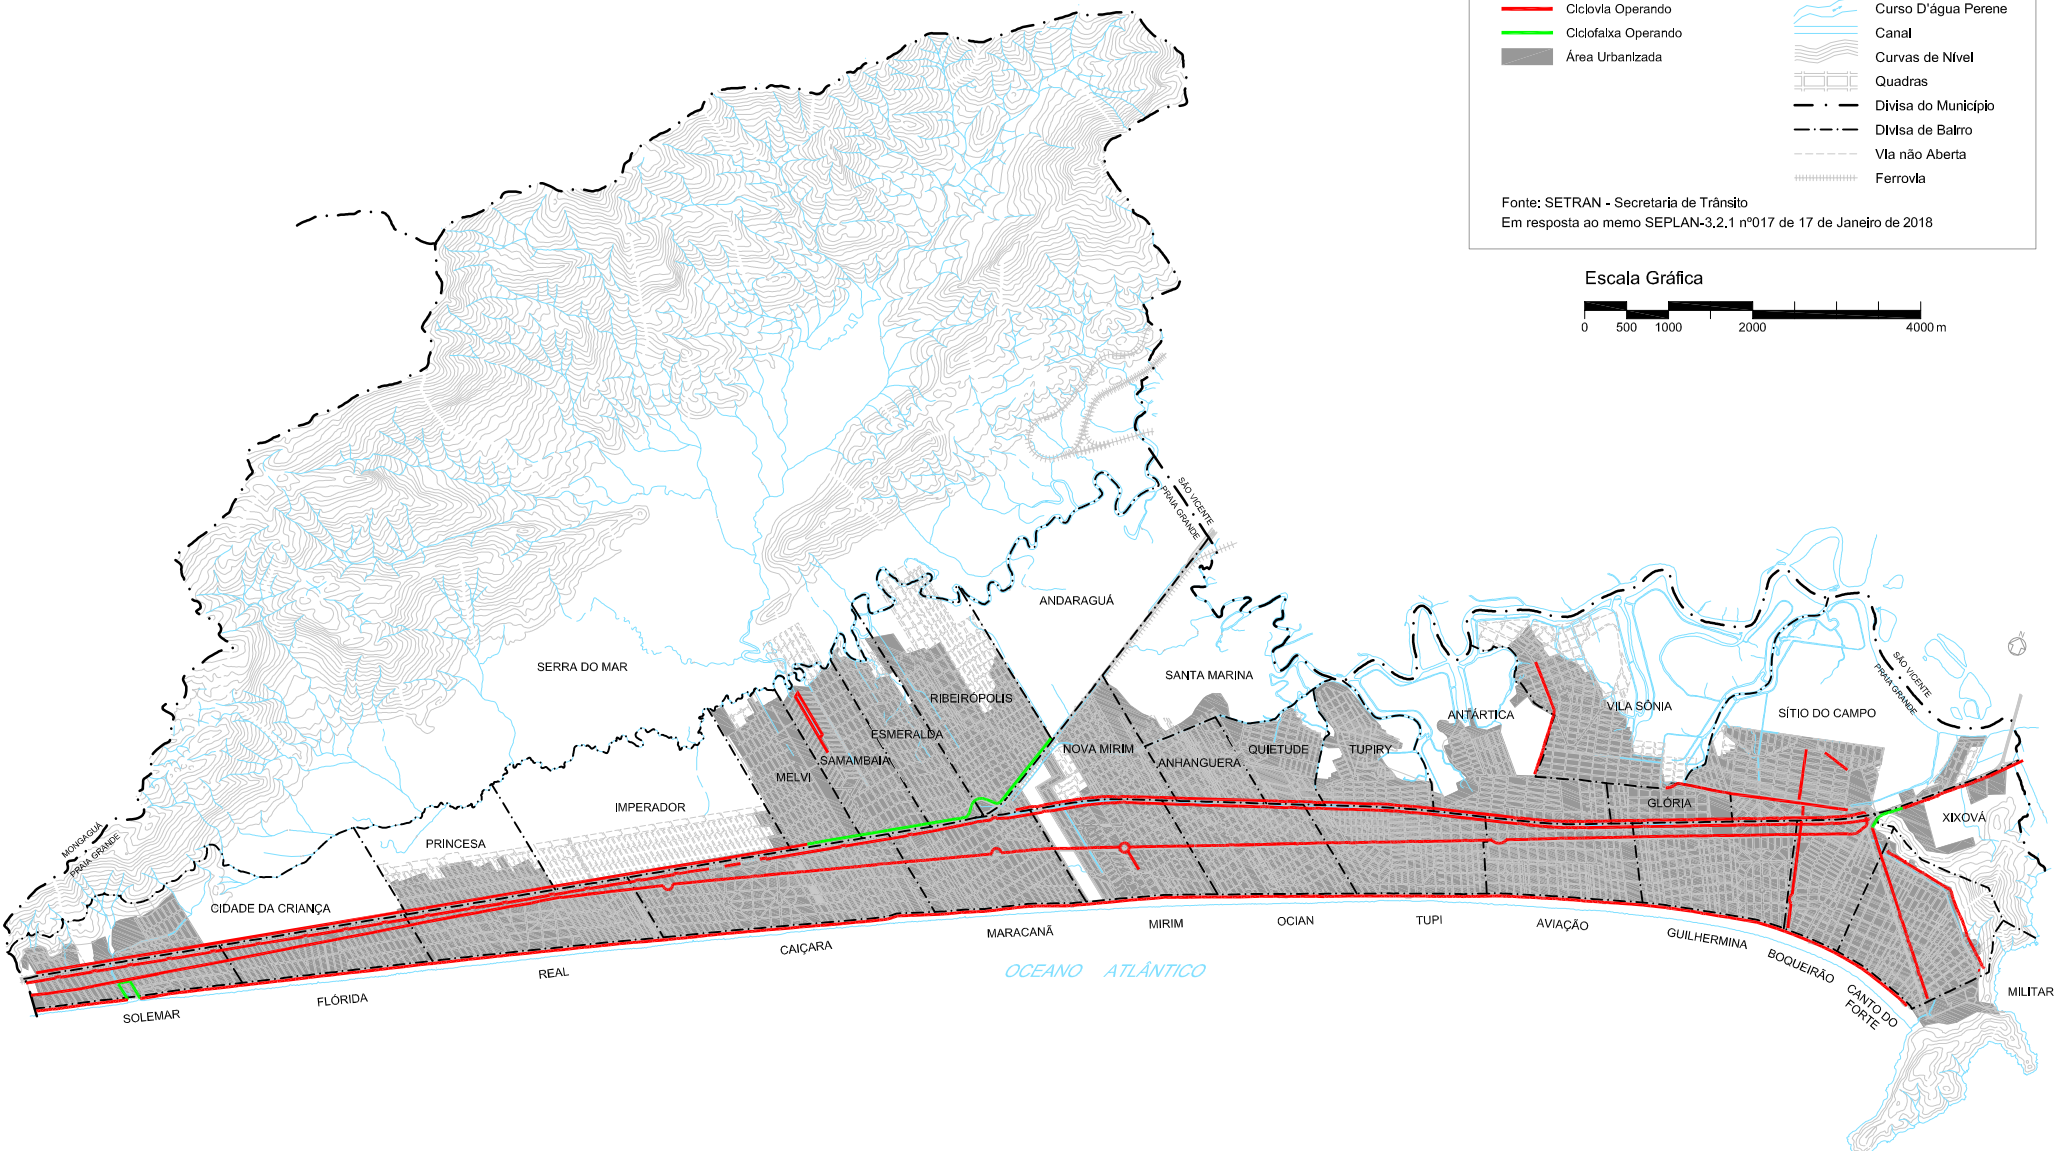 Ciclovia Operando
Ciclofaixa Operando
Área Urbanizada
Curso D'água Perene
Canal
Curvas de Nível
Quadras
Divisa do Município
Divisa de Bairro
Via não Aberta
Ferrovia
Fonte: SETRAN - Secretaria de Trânsito
Em resposta ao memo SEPLAN-3.2.1 nº017 de 17 de Janeiro de 2018
Escala Gráfica
0 500 1000 2000 4000 m
SÃO VICENTE
PRAIA GRANDE
ANDARAGUÁ
SERRA DO MAR
SANTA MARINA
RIBEIRÓPOLIS
ESMERALDA
SAMAMBAIA
MELVI
NOVA MIRIM
ANHANGUERA
QUIETUDE
TUPIRY
ANTÁRTICA
VILA SÔNIA
SÍTIO DO CAMPO
SÃO VICENTE
PRAIA GRANDE
N
GLÓRIA
XIXOVÁ
IMPERADOR
PRINCESA
MONGAGUÁ
PRAIA GRANDE
CIDADE DA CRIANÇA
SOLEMAR
FLÓRIDA
REAL
CAIÇARA
MARACANÃ
MIRIM
OCIAN
TUPI
AVIAÇÃO
GUILHERMINA
BOQUEIRÃO
CANTO DO
FORTE
MILITAR
OCEANO ATLÂNTICO